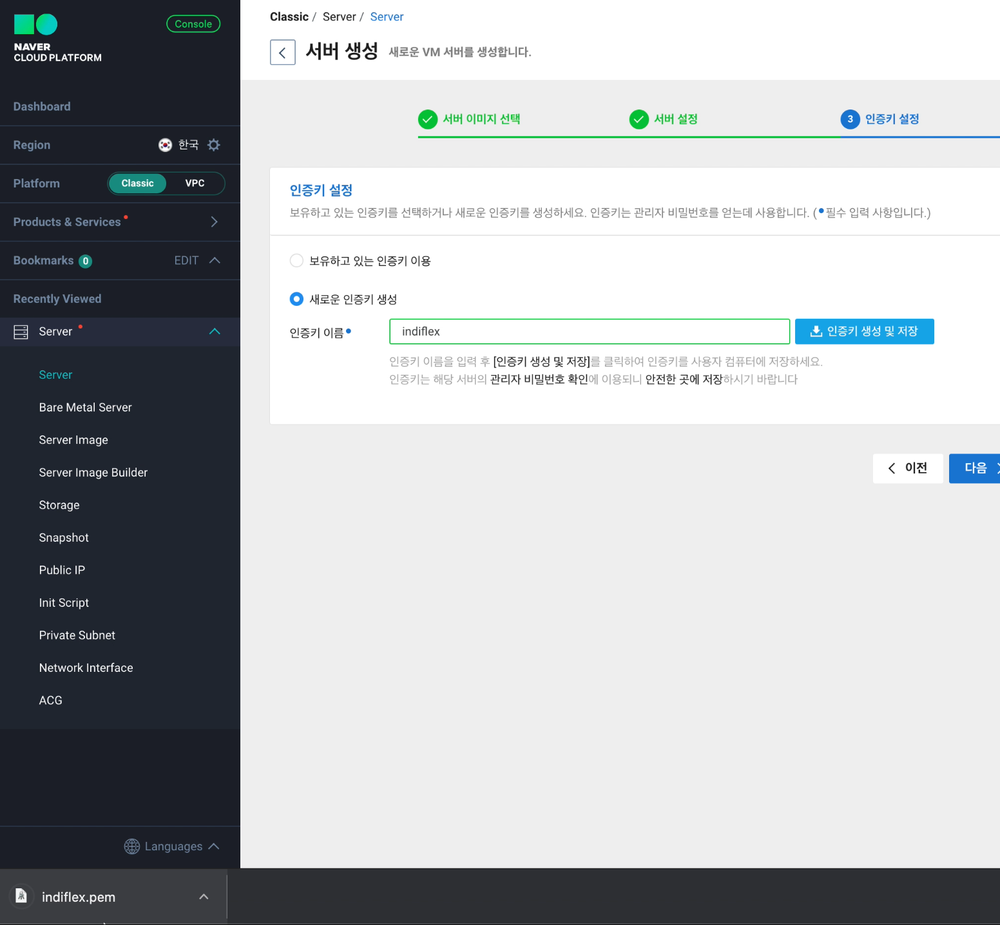 NAVER
CLOUD PLATFORM
Console
Dashboard
Region
한국
Platform
Classic
VPC
Products & Services
Bookmarks 0
EDIT
Recently Viewed
Server
Server
Bare Metal Server
Server Image
Server Image Builder
Storage
Snapshot
Public IP
Init Script
Private Subnet
Network Interface
ACG
Languages
Classic / Server / Server
서버 생성 새로운 VM 서버를 생성합니다.
서버 이미지 선택
서버 설정
3 인증키 설정
인증키 설정
보유하고 있는 인증키를 선택하거나 새로운 인증키를 생성하세요. 인증키는 관리자 비밀번호를 얻는데 사용합니다. (•필수 입력 사항입니다.)
보유하고 있는 인증키 이용
새로운 인증키 생성
인증키 이름•
indiflex
인증키 생성 및 저장
인증키 이름을 입력 후 [인증키 생성 및 저장]를 클릭하여 인증키를 사용자 컴퓨터에 저장하세요.
인증키는 해당 서버의 관리자 비밀번호 확인에 이용되니 안전한 곳에 저장하시기 바랍니다
이전
다음
indiflex.pem